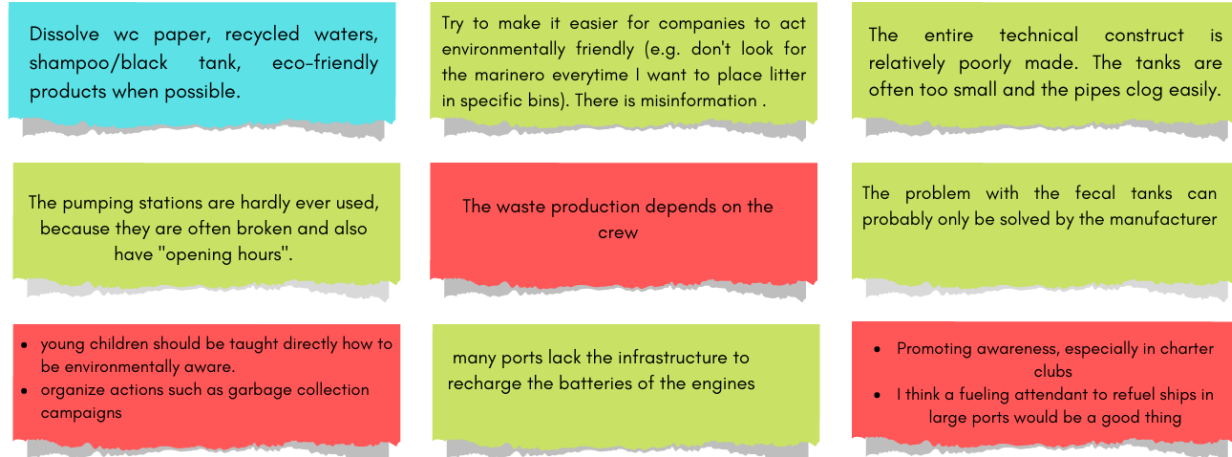 Dissolve wc paper, recycled waters,
shampoo/black tank, eco-friendly
products when possible.
Try to make it easier for companies to act
environmentally friendly (e.g. don't look for
the marinero everytime I want to place litter
in specific bins). There is misinformation .
The entire technical construct is
relatively poorly made. The tanks are
often too small and the pipes clog easily.
The pumping stations are hardly ever used,
because they are often broken and also
have "opening hours".
The waste production depends on the
crew
The problem with the fecal tanks can
probably only be solved by the manufacturer
• young children should be taught directly how to
be environmentally aware.
• organize actions such as garbage collection
campaigns
many ports lack the infrastructure to
recharge the batteries of the engines
• Promoting awareness, especially in charter
clubs
• I think a fueling attendant to refuel ships in
large ports would be a good thing